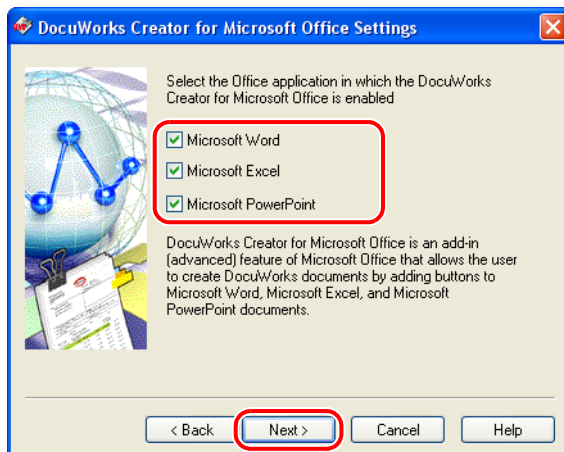 DocuWorks Creator for Microsoft Office Settings
Select the Office application in which the DocuWorks
Creator for Microsoft Office is enabled
Microsoft Word
Microsoft Excel
Microsoft PowerPoint
DocuWorks Creator for Microsoft Office is an add-in
(advanced) feature of Microsoft Office that allows the user
to create DocuWorks documents by adding buttons to
Microsoft Word, Microsoft Excel, and Microsoft
PowerPoint documents.
< Back
Next >
Cancel
Help